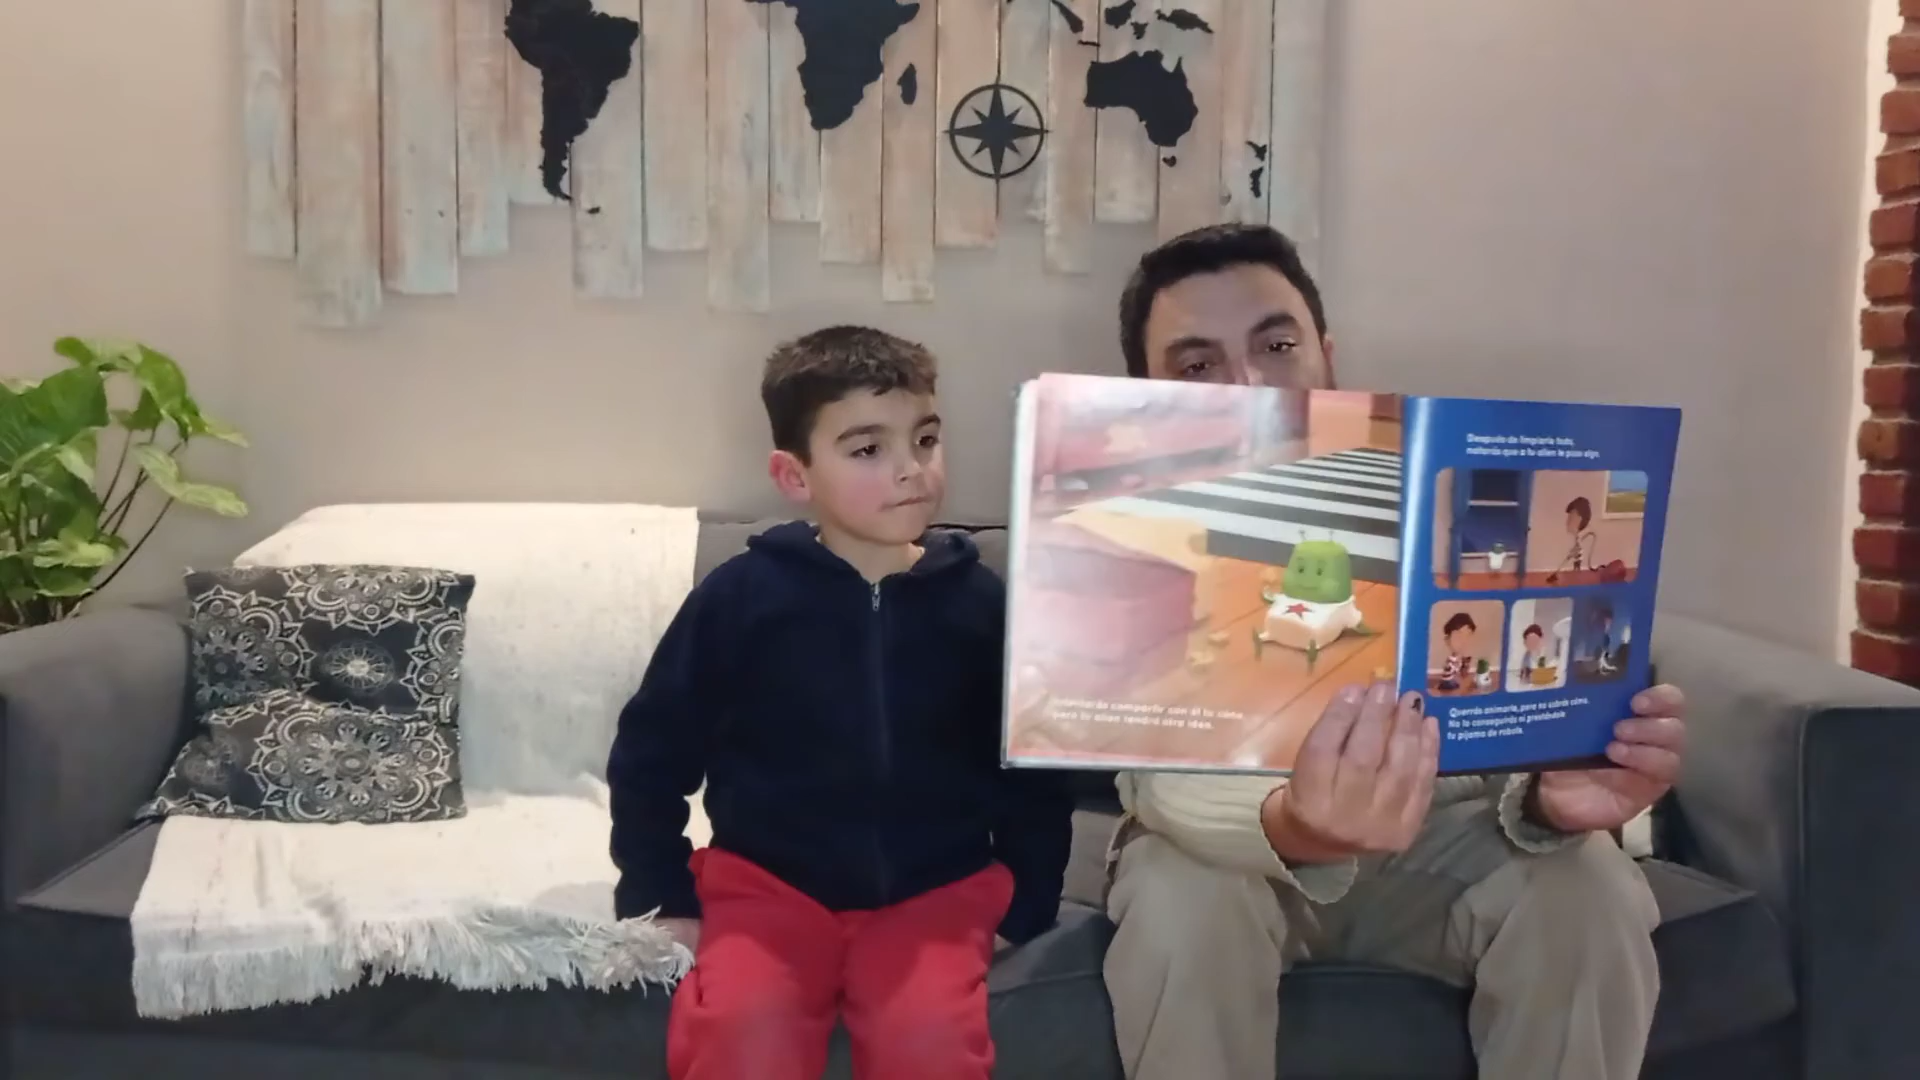 compartir con él tu cena,
pero tu alien tendrá otra idea.
Después de limpiarlo todo,
notarás que a tu alien le pasa algo.
Querrás animarle, pero no sabrás cómo.
No lo conseguirás ni prestándole
tu pijama de robots.